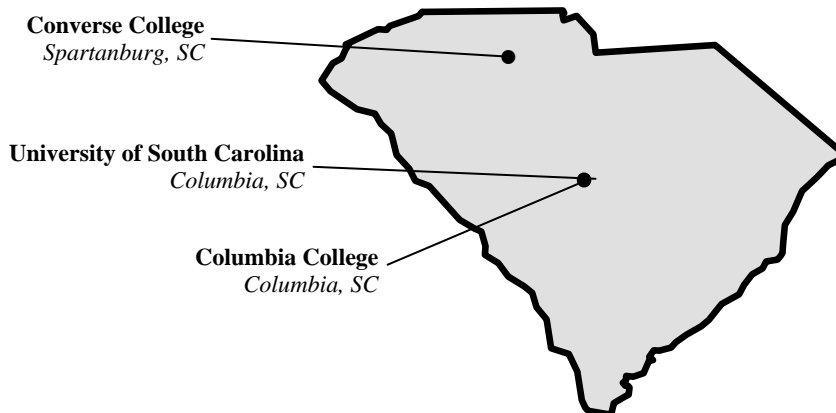 Converse College
Spartanburg, SC
University of South Carolina
Columbia, SC
Columbia College
Columbia, SC